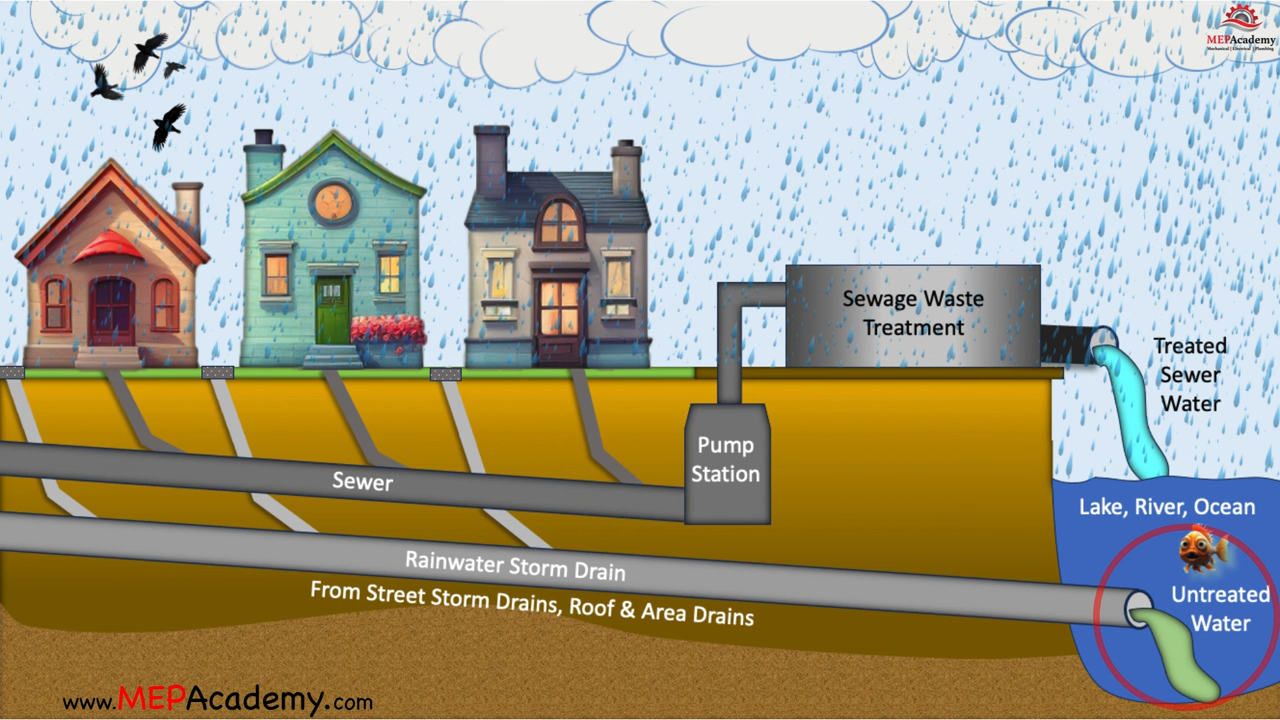 MEPAcademy
Mechanical | Electrical | Plumbing
Sewage Waste
Treatment
Treated
Sewer
Water
Pump
Station
Sewer
Lake, River, Ocean
Rainwater Storm Drain
From Street Storm Drains, Roof & Area Drains
Untreated
Water
www.MEPAcademy.com